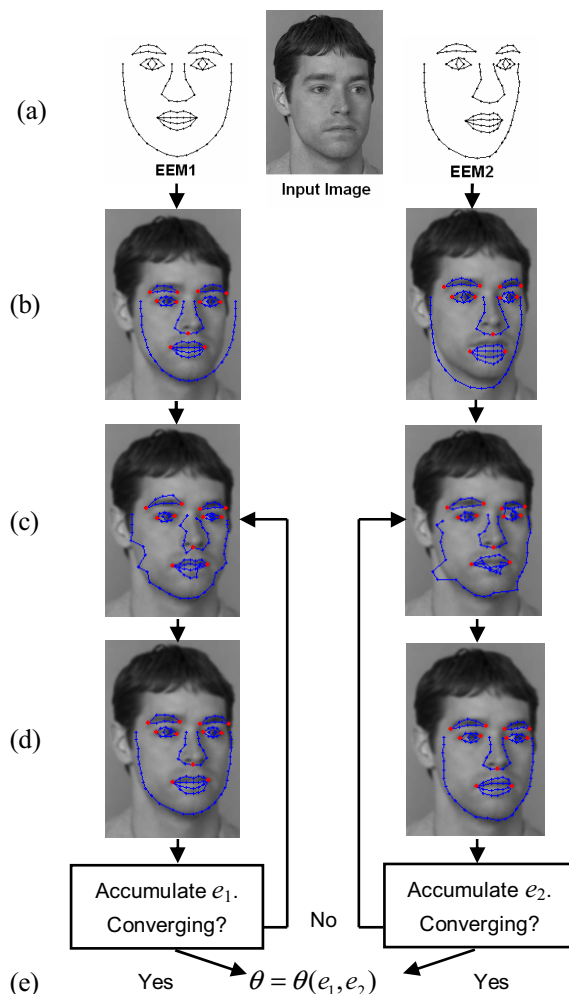 (a)
EEM1
Input Image
EEM2
(b)
(c)
(d)
Accumulate e₁.
Converging?
No
Accumulate e₂.
Converging?
(e)
Yes
θ = θ(e₁,e₂)
Yes